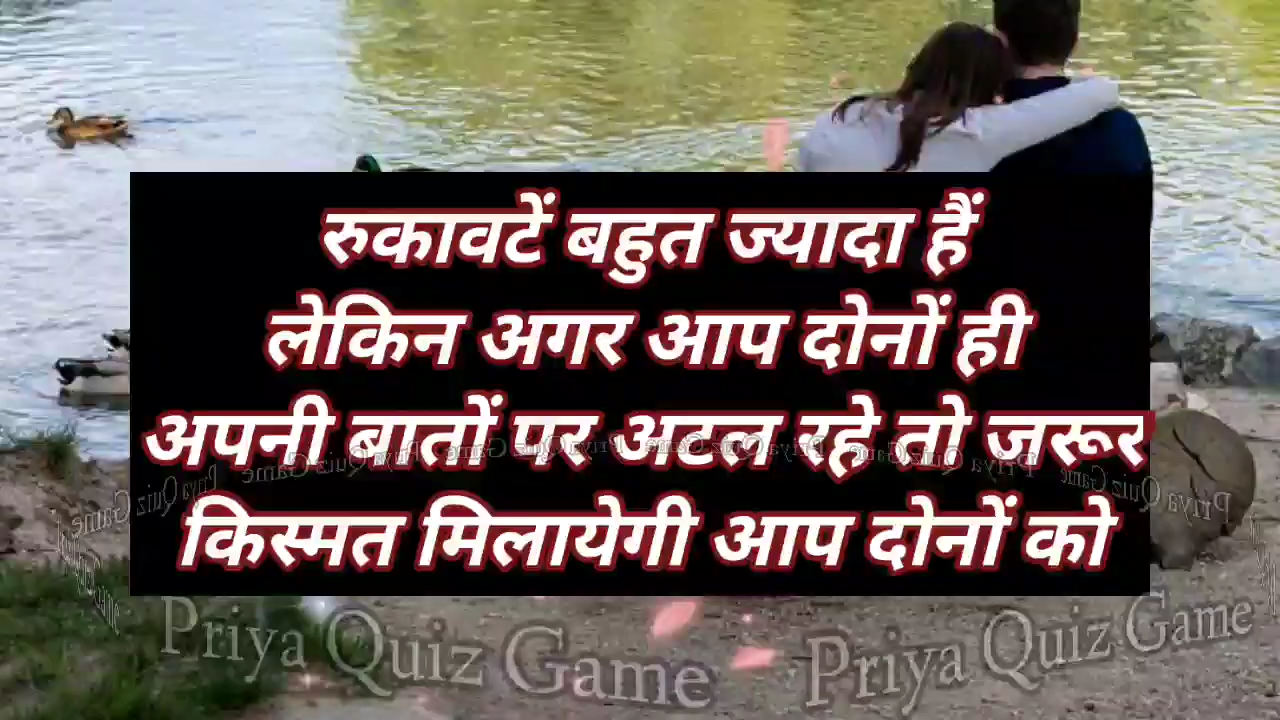 रुकावटें बहुत ज्यादा हैं
लेकिन अगर आप दोनों ही
अपनी बातों पर अटल रहे तो जरूर
किस्मत मिलायेगी आप दोनों को
Priya Quiz Game Priya Quiz Game